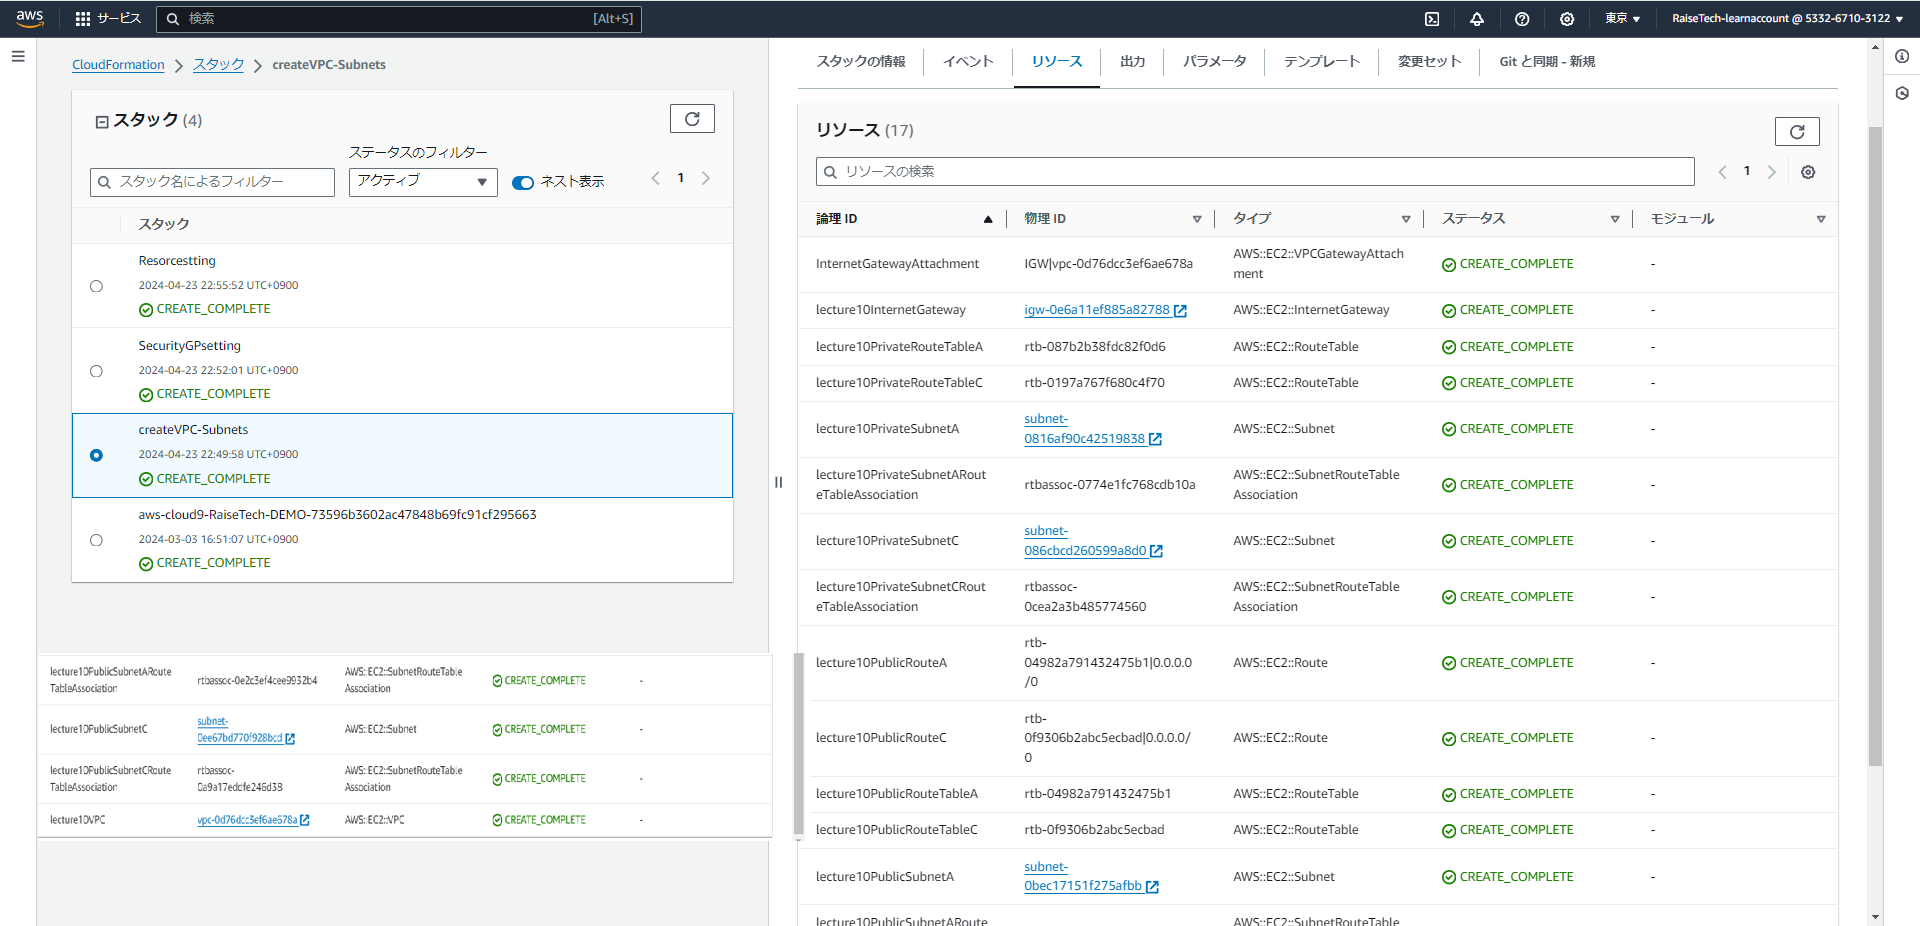 aws
サービス
検索
[Alt+S]
東京 ▼
RaiseTech-learnaccount @ 5332-6710-3122 ▼
CloudFormation
スタック
createVPC-Subnets
スタック (4)
ステータスのフィルター
スタック名によるフィルター
アクティブ
ネスト表示
1
スタック
Resorcestting
2024-04-23 22:55:52 UTC+0900
CREATE_COMPLETE
SecurityGPsetting
2024-04-23 22:52:01 UTC+0900
CREATE_COMPLETE
createVPC-Subnets
2024-04-23 22:49:58 UTC+0900
CREATE_COMPLETE
aws-cloud9-RaiseTech-DEMO-73596b3602ac47848b69fc91cf295663
2024-03-03 16:51:07 UTC+0900
CREATE_COMPLETE
lecture10PublicSubnetARoute
TableAssociation
rtbassoc-0e2c3ef4cee9932b4
AWS::EC2::SubnetRouteTable
Association
CREATE_COMPLETE
-
lecture10PublicSubnetC
subnet-
0ee67bd770f928bcd
AWS::EC2::Subnet
CREATE_COMPLETE
-
lecture10PublicSubnetCRoute
TableAssociation
rtbassoc-
0a9a17eddfe246d38
AWS::EC2::SubnetRouteTable
Association
CREATE_COMPLETE
-
lecture10VPC
vpc-0d76dcc3ef6ae678a
AWS::EC2::VPC
CREATE_COMPLETE
-
スタックの情報
イベント
リソース
出力
パラメータ
テンプレート
変更セット
Git と同期 - 新規
リソース (17)
リソースの検索
1
論理 ID
物理 ID
タイプ
ステータス
モジュール
InternetGatewayAttachment
IGW|vpc-0d76dcc3ef6ae678a
AWS::EC2::VPCGatewayAttach
ment
CREATE_COMPLETE
-
lecture10InternetGateway
igw-0e6a11ef885a82788
AWS::EC2::InternetGateway
CREATE_COMPLETE
-
lecture10PrivateRouteTableA
rtb-087b2b38fdc82f0d6
AWS::EC2::RouteTable
CREATE_COMPLETE
-
lecture10PrivateRouteTableC
rtb-0197a767f680c4f70
AWS::EC2::RouteTable
CREATE_COMPLETE
-
lecture10PrivateSubnetA
subnet-
0816af90c42519838
AWS::EC2::Subnet
CREATE_COMPLETE
-
lecture10PrivateSubnetARout
eTableAssociation
rtbassoc-0774e1fc768cdb10a
AWS::EC2::SubnetRouteTable
Association
CREATE_COMPLETE
-
lecture10PrivateSubnetC
subnet-
086cbcd260599a8d0
AWS::EC2::Subnet
CREATE_COMPLETE
-
lecture10PrivateSubnetCRout
eTableAssociation
rtbassoc-
0cea2a3b485774560
AWS::EC2::SubnetRouteTable
Association
CREATE_COMPLETE
-
lecture10PublicRouteA
rtb-
04982a791432475b1|0.0.0.0
/0
AWS::EC2::Route
CREATE_COMPLETE
-
lecture10PublicRouteC
rtb-
0f9306b2abc5ecbad|0.0.0.0/
0
AWS::EC2::Route
CREATE_COMPLETE
-
lecture10PublicRouteTableA
rtb-04982a791432475b1
AWS::EC2::RouteTable
CREATE_COMPLETE
-
lecture10PublicRouteTableC
rtb-0f9306b2abc5ecbad
AWS::EC2::RouteTable
CREATE_COMPLETE
-
lecture10PublicSubnetA
subnet-
0bec17151f275afbb
AWS::EC2::Subnet
CREATE_COMPLETE
-
lecture10PublicSubnetARoute
AWS::EC2::SubnetRouteTable